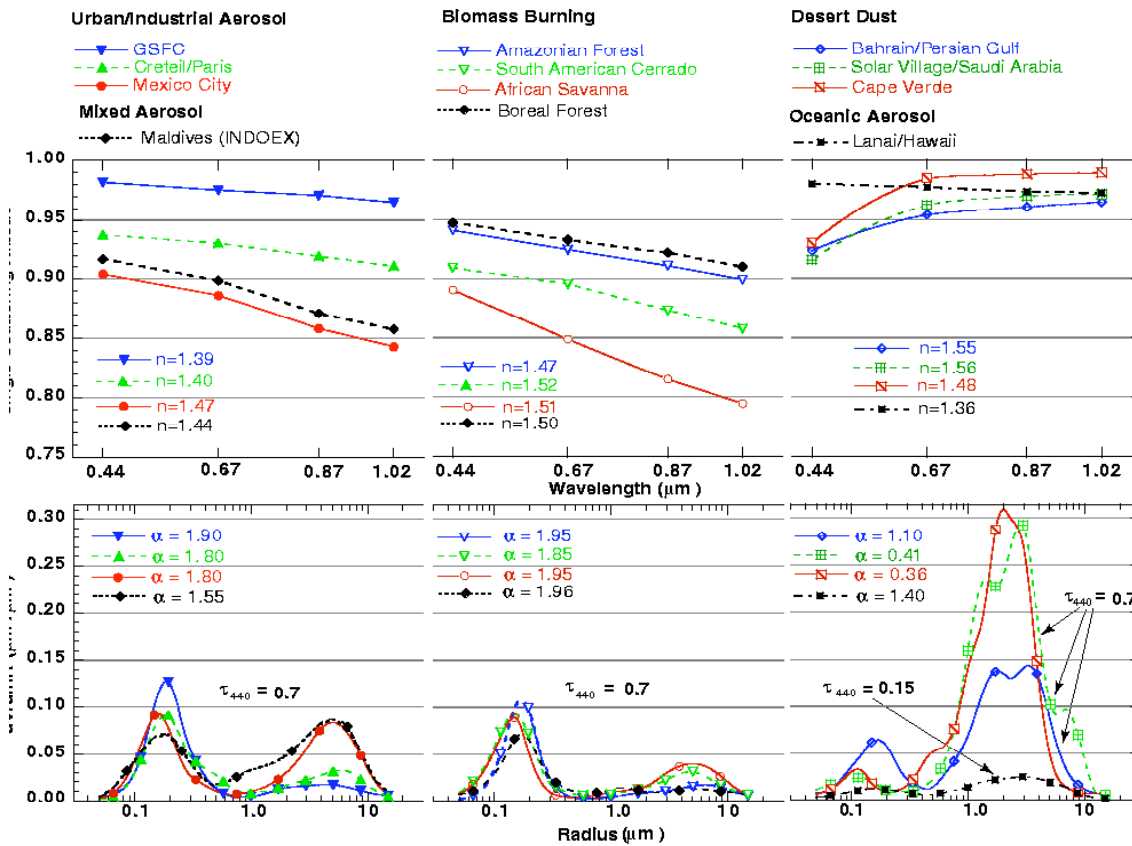 Urban/Industrial Aerosol
GSFC
Creteil/Paris
Mexico City
Mixed Aerosol
Maldives (INDOEX)
Biomass Burning
Amazonian Forest
South American Cerrado
African Savanna
Boreal Forest
Desert Dust
Bahrain/Persian Gulf
Solar Village/Saudi Arabia
Cape Verde
Oceanic Aerosol
Lanai/Hawaii
1.00
0.95
0.90
0.85
0.80
0.75
n=1.39
n=1.40
n=1.47
n=1.44
n=1.47
n=1.52
n=1.51
n=1.50
n=1.55
n=1.56
n=1.48
n=1.36
0.44 0.67 0.87 1.02
0.44 0.67 0.87 1.02
0.44 0.67 0.87 1.02
Wavelength (μm )
0.30
0.25
0.20
0.15
0.10
0.05
0.00
α = 1.90
α = 1.80
α = 1.80
α = 1.55
τ440 = 0.7
α = 1.95
α = 1.85
α = 1.95
α = 1.96
τ440 = 0.7
α = 1.10
α = 0.41
α = 0.36
α = 1.40
τ440 = 0.7
τ440 = 0.15
0.1 1.0 10
0.1 1.0 10
0.1 1.0 10
Radius (μm )